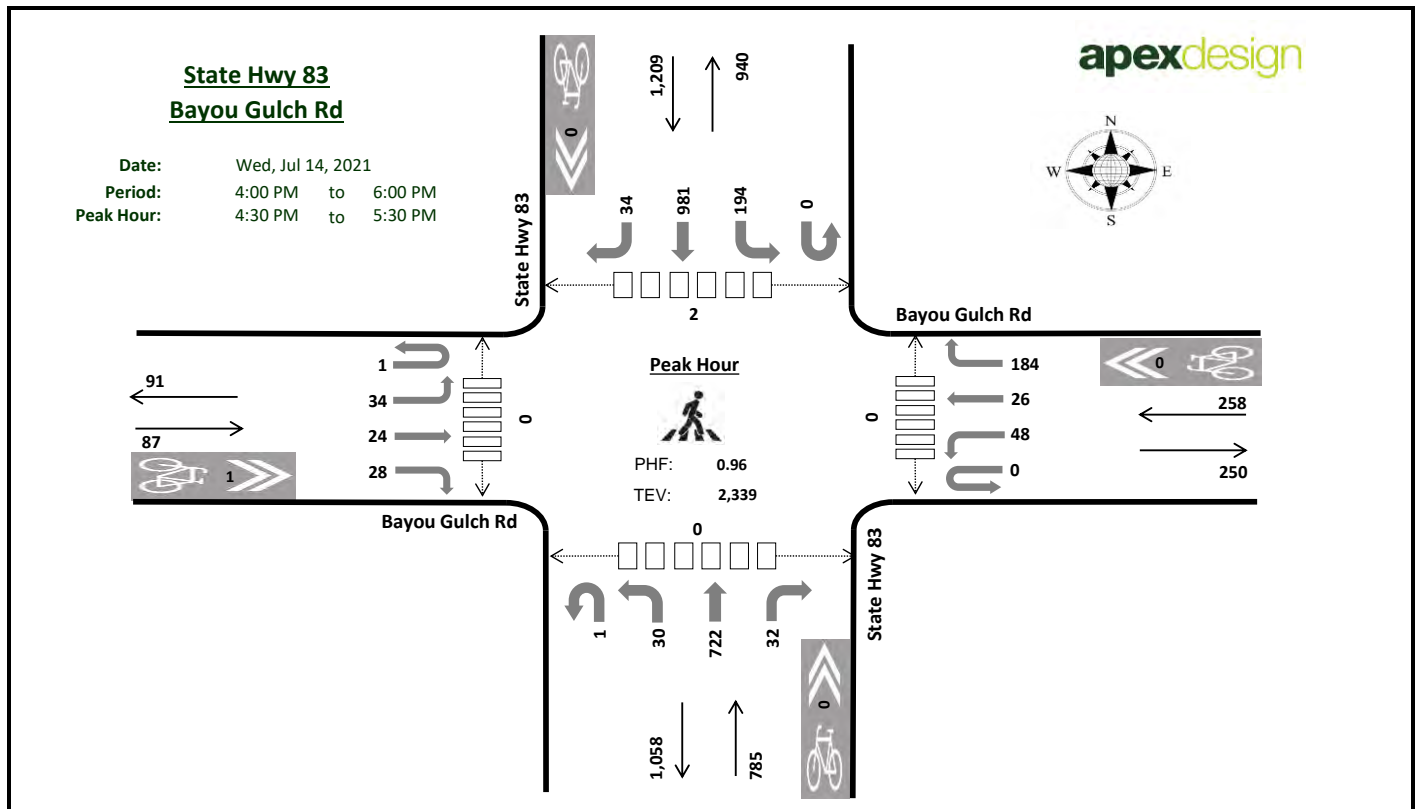 State Hwy 83
Bayou Gulch Rd
apexdesign
Date: Wed, Jul 14, 2021
Period: 4:00 PM to 6:00 PM
Peak Hour: 4:30 PM to 5:30 PM
N
W E
S
1,209
940
0
34
981
194
0
State Hwy 83
2
Bayou Gulch Rd
91
87
1
1
34
24
28
0
Peak Hour
PHF: 0.96
TEV: 2,339
0
184
26
48
0
0
258
250
Bayou Gulch Rd
0
1
30
722
32
State Hwy 83
0
1,058
785